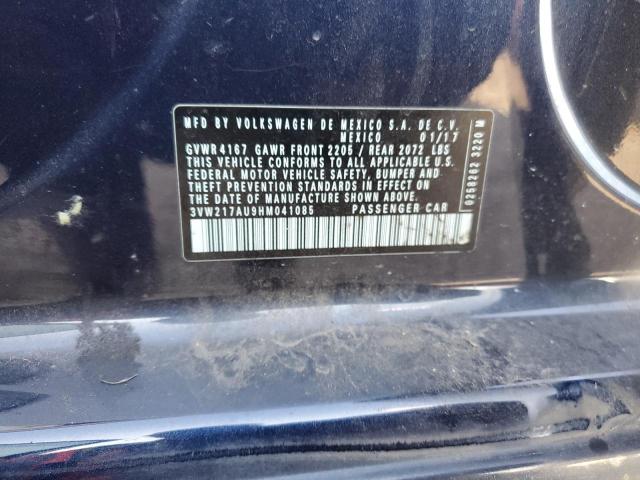 MFD BY VOLKSWAGEN DE MEXICO S.A. DE C.V.
MEXICO 01/17
GVWR 4167 GAWR FRONT 2205 / REAR 2072 LBS
THIS VEHICLE CONFORMS TO ALL APPLICABLE U.S.
FEDERAL MOTOR VEHICLE SAFETY, BUMPER AND
THEFT PREVENTION STANDARDS IN EFFECT ON
THE DATE OF MANUFACTURE SHOWN ABOVE.
3VW217AU9HM041085 PASSENGER CAR
0258262 3220 M